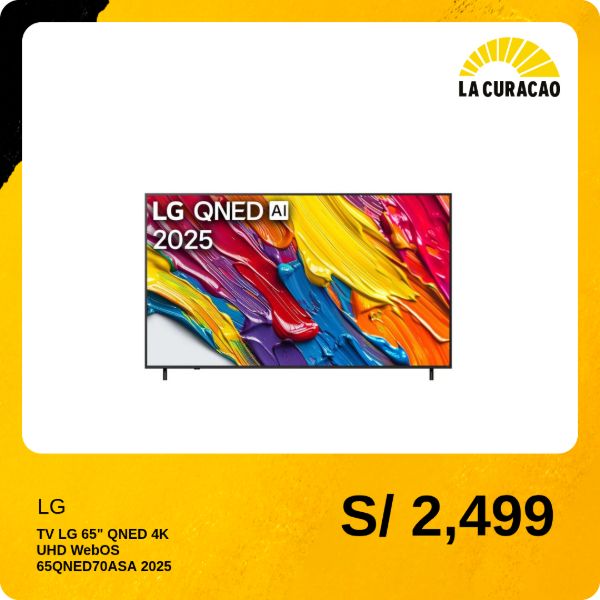 LA CURACAO
LG QNED AI
2025
LG
S/ 2,499
TV LG 65" QNED 4K
UHD WebOS
65QNED70ASA 2025